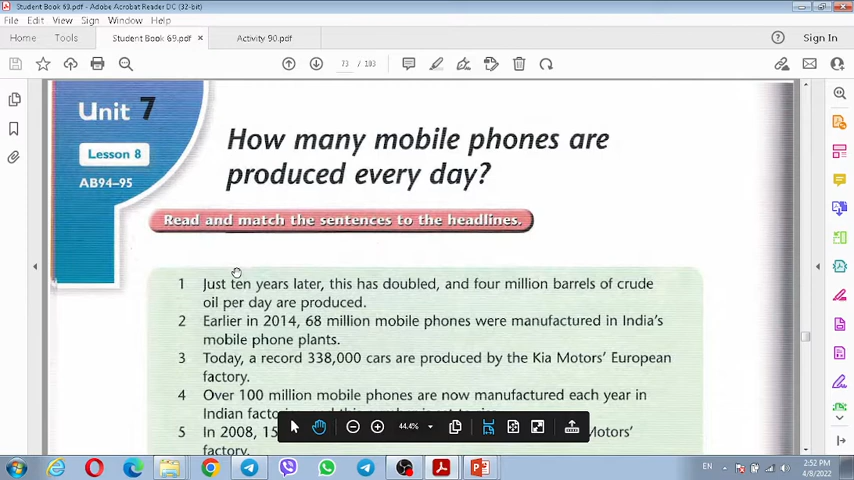 Student Book 69.pdf - Adobe Acrobat Reader DC (32-bit)
File Edit View Sign Window Help
Home Tools Student Book 69.pdf × Activity 90.pdf Sign In
73 / 103
Unit 7
Lesson 8
AB94–95
How many mobile phones are
produced every day?
Read and match the sentences to the headlines.
1 Just ten years later, this has doubled, and four million barrels of crude
oil per day are produced.
2 Earlier in 2014, 68 million mobile phones were manufactured in India's
mobile phone plants.
3 Today, a record 338,000 cars are produced by the Kia Motors' European
factory.
4 Over 100 million mobile phones are now manufactured each year in
Indian
5 In 2008, 15 Motors'
factory.
44.4%
EN 2:52 PM
4/8/2022